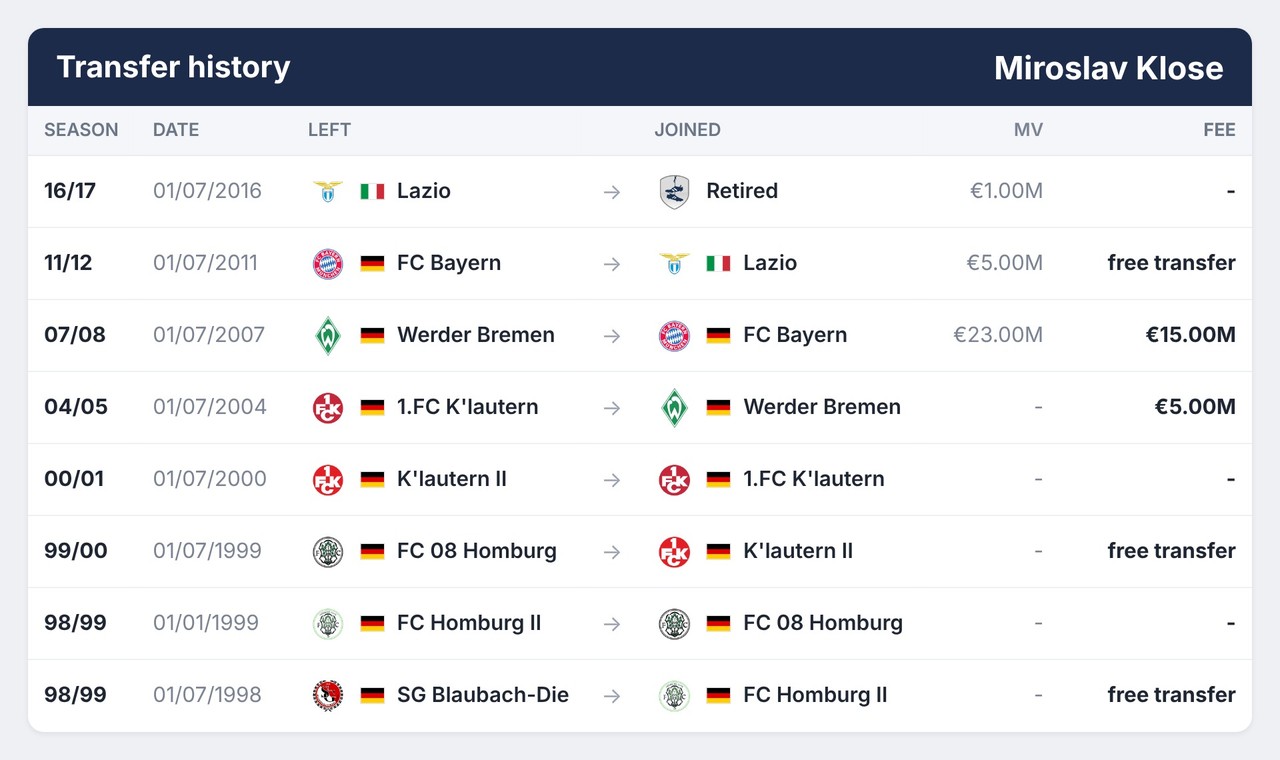 Transfer history Miroslav Klose
SEASON DATE LEFT JOINED MV FEE
16/17 01/07/2016 Lazio → Retired €1.00M -
11/12 01/07/2011 FC Bayern → Lazio €5.00M free transfer
07/08 01/07/2007 Werder Bremen → FC Bayern €23.00M €15.00M
04/05 01/07/2004 1.FC K'lautern → Werder Bremen - €5.00M
00/01 01/07/2000 K'lautern II → 1.FC K'lautern - -
99/00 01/07/1999 FC 08 Homburg → K'lautern II - free transfer
98/99 01/01/1999 FC Homburg II → FC 08 Homburg - -
98/99 01/07/1998 SG Blaubach-Die → FC Homburg II - free transfer